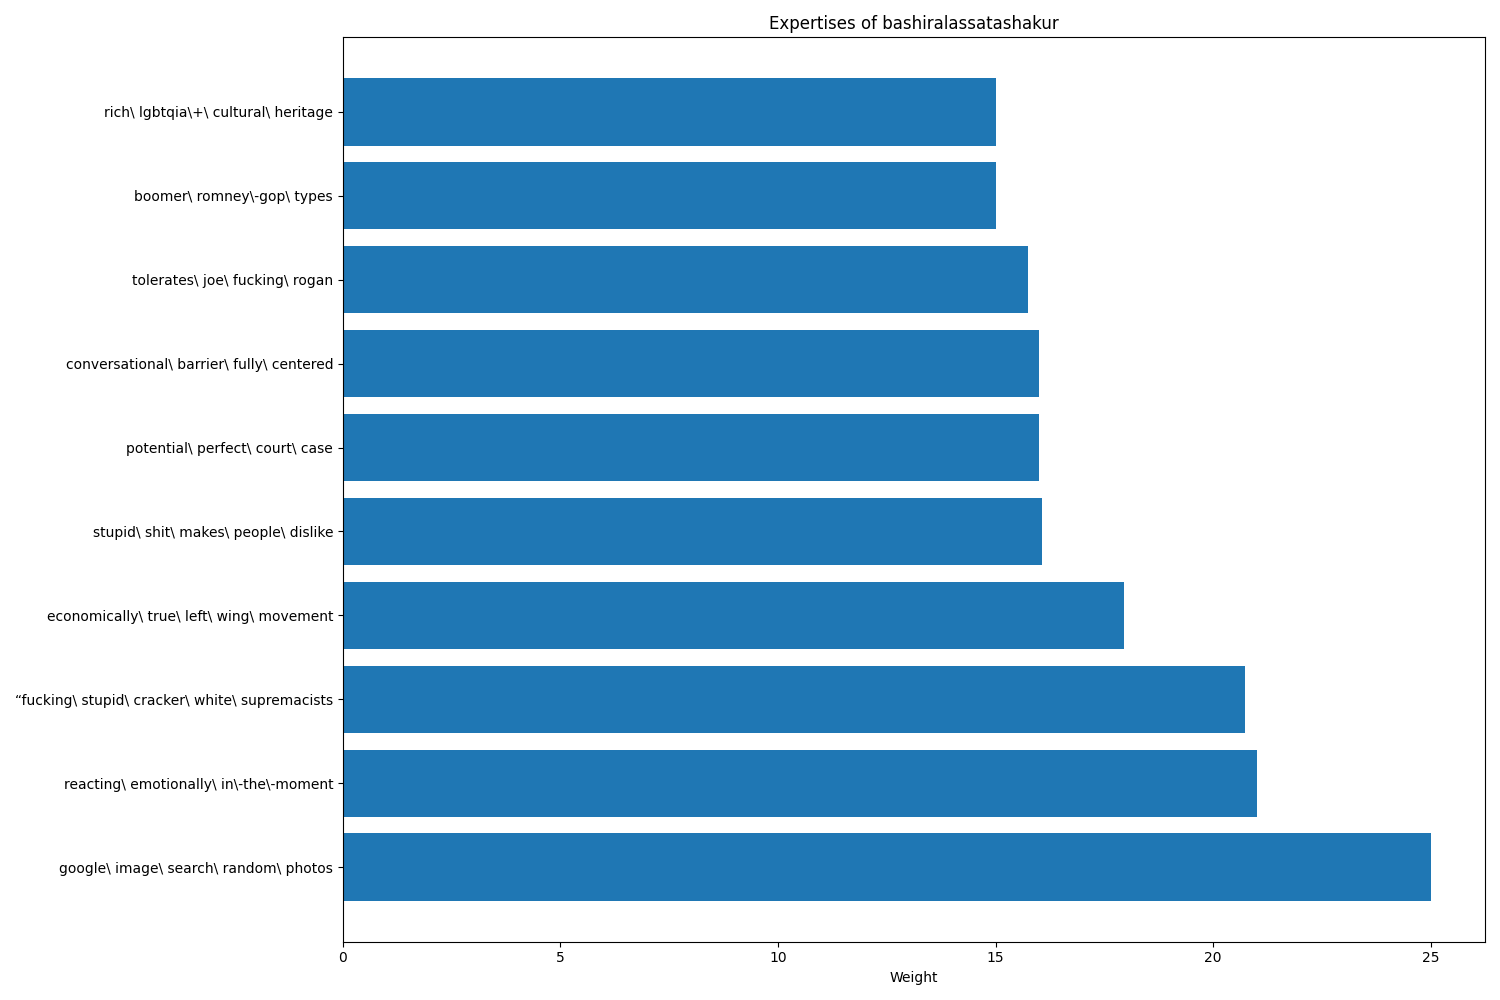 Expertises of bashiralassatashakur
rich\ lgbtqia\+\ cultural\ heritage
boomer\ romney\-gop\ types
tolerates\ joe\ fucking\ rogan
conversational\ barrier\ fully\ centered
potential\ perfect\ court\ case
stupid\ shit\ makes\ people\ dislike
economically\ true\ left\ wing\ movement
“fucking\ stupid\ cracker\ white\ supremacists
reacting\ emotionally\ in\-the\-moment
google\ image\ search\ random\ photos
0 5 10 15 20 25
Weight